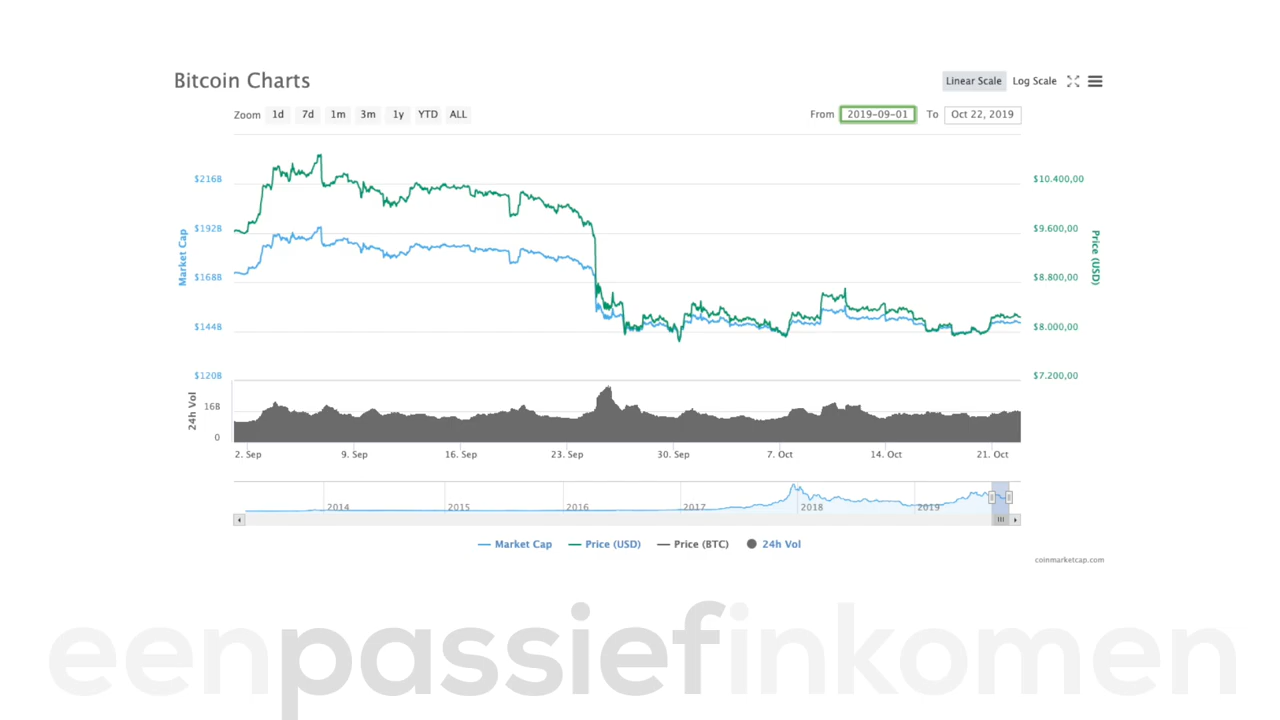 Bitcoin Charts
Linear Scale Log Scale
Zoom 1d 7d 1m 3m 1y YTD ALL
From 2019-09-01 To Oct 22, 2019
$216B
$192B
$168B
$144B
$120B
Market Cap
$10.400,00
$9.600,00
$8.800,00
$8.000,00
$7.200,00
Price (USD)
24h Vol
16B
0
2. Sep 9. Sep 16. Sep 23. Sep 30. Sep 7. Oct 14. Oct 21. Oct
2014 2015 2016 2017 2018 2019
Market Cap Price (USD) Price (BTC) 24h Vol
coinmarketcap.com
eenpassiefinkomen